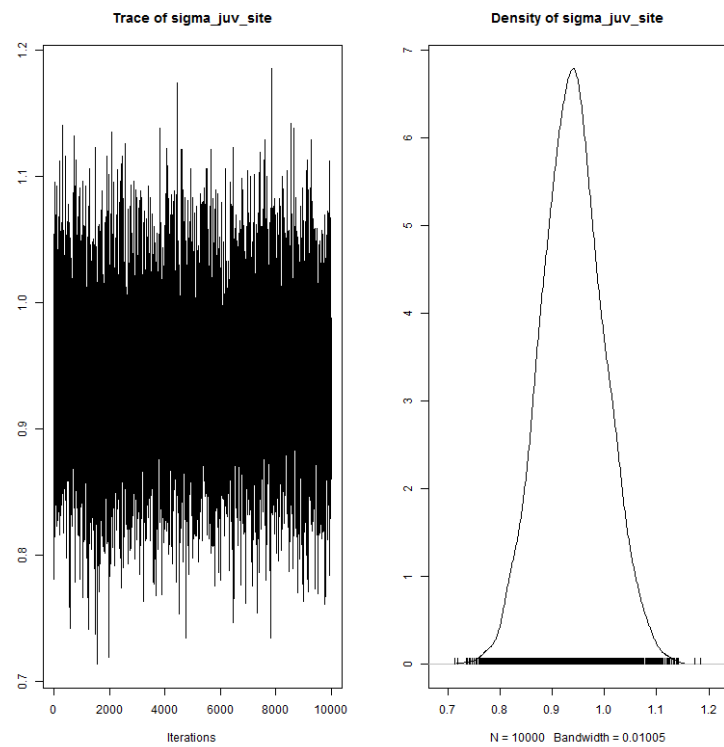 Trace of sigma_juv_site
1.2
1.1
1.0
0.9
0.8
0.7
0 2000 4000 6000 8000 10000
Iterations
Density of sigma_juv_site
7
6
5
4
3
2
1
0
0.7 0.8 0.9 1.0 1.1 1.2
N = 10000 Bandwidth = 0.01005